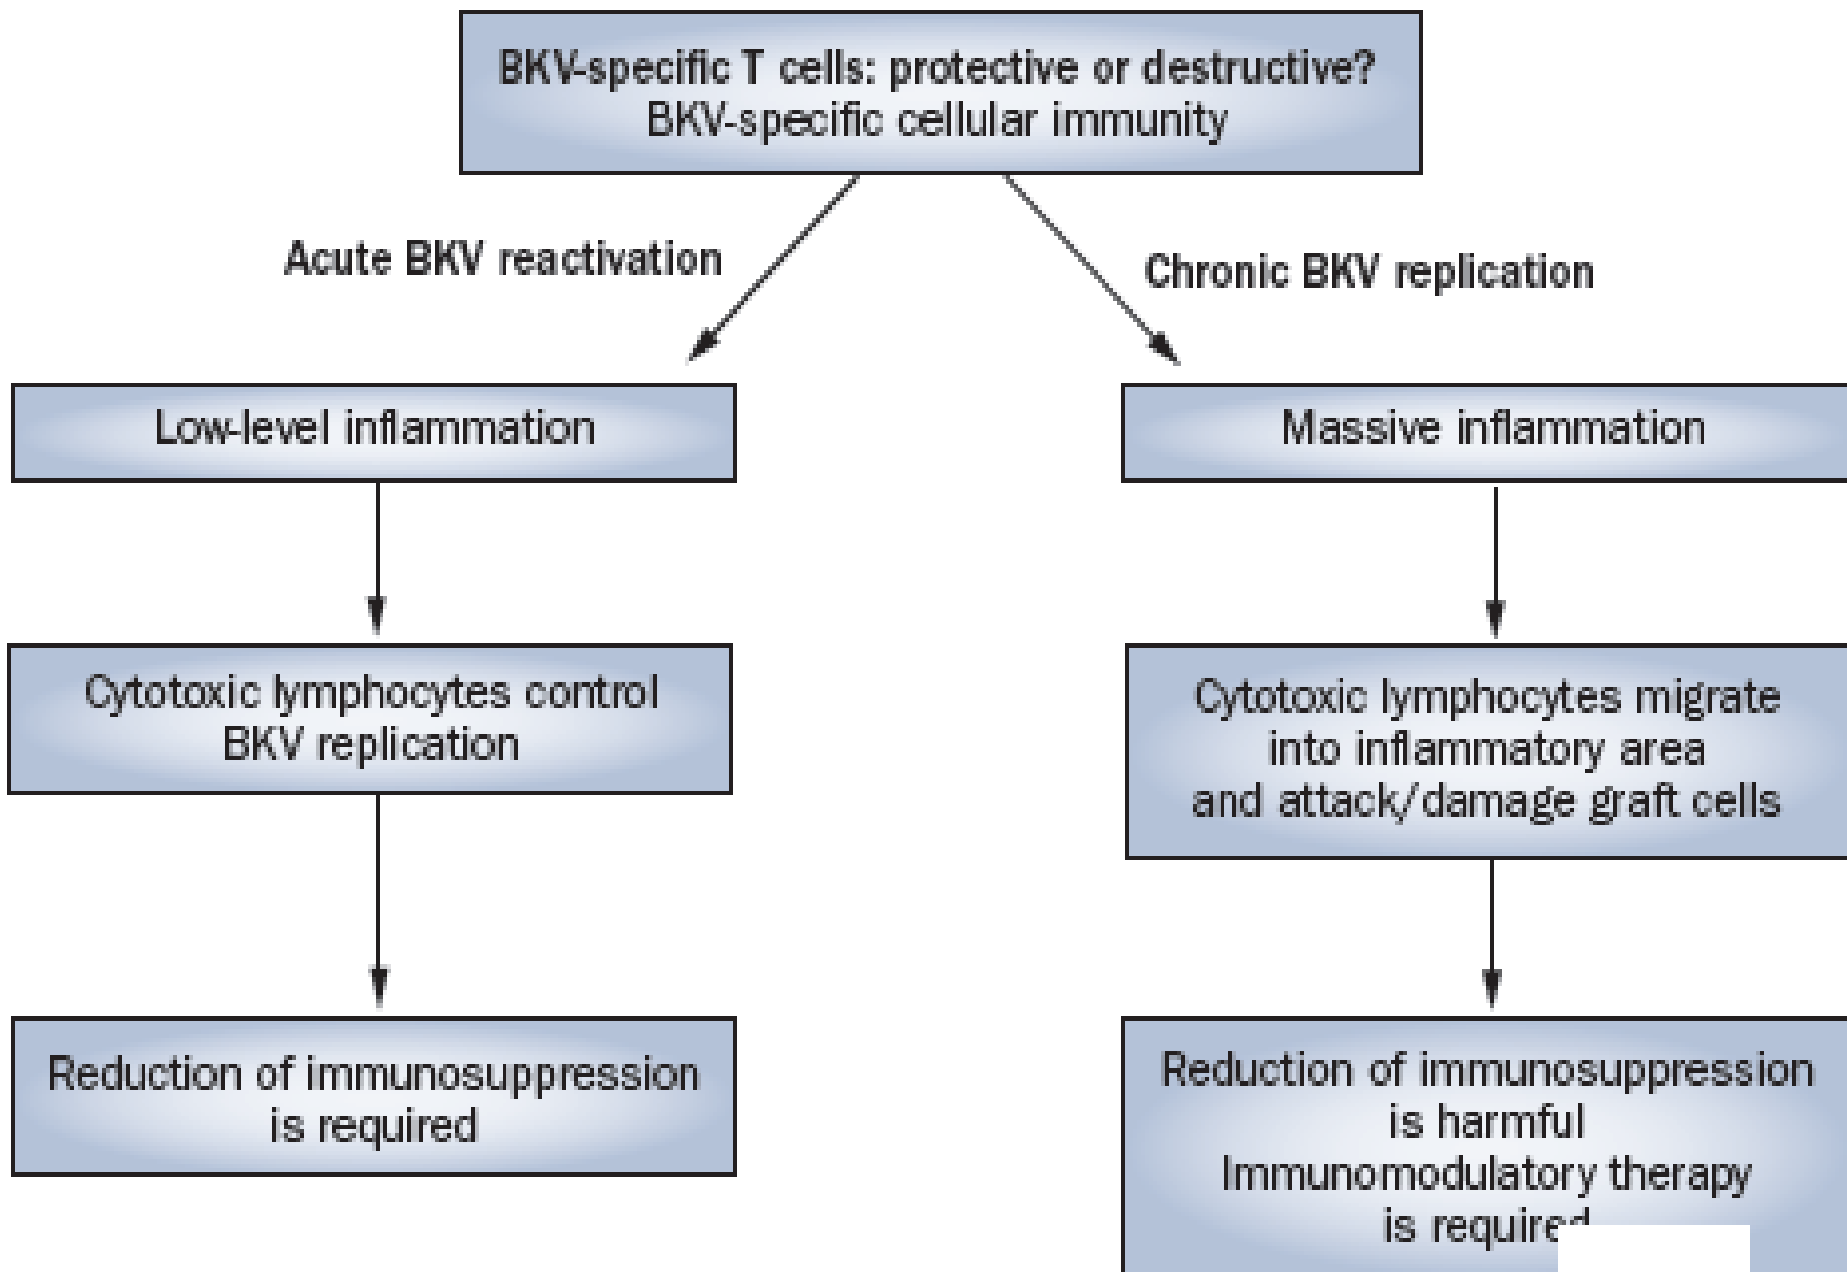 BKV-specific T cells: protective or destructive?
BKV-specific cellular immunity
Acute BKV reactivation
Chronic BKV replication
Low-level inflammation
Massive inflammation
Cytotoxic lymphocytes control
BKV replication
Cytotoxic lymphocytes migrate
into inflammatory area
and attack/damage graft cells
Reduction of immunosuppression
is required
Reduction of immunosuppression
is harmful
Immunomodulatory therapy
is required